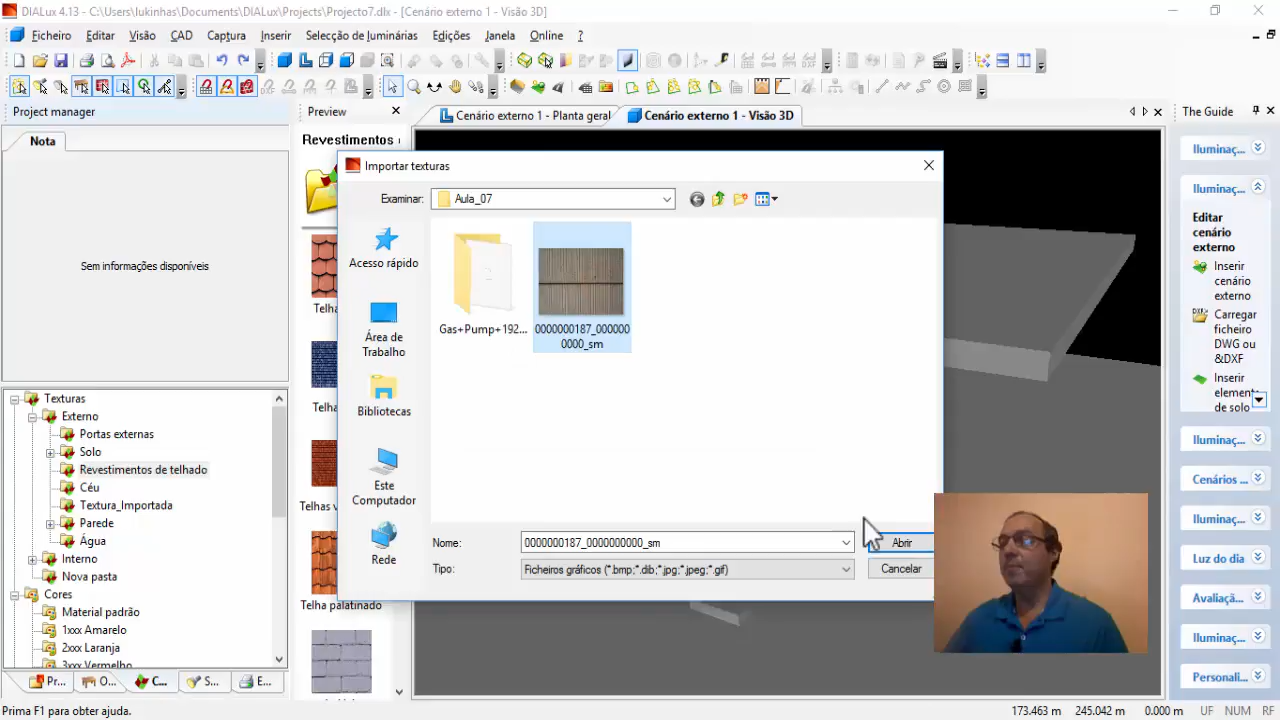 DIALux 4.13 - C:\Users\lukinhas\Documents\DIALux\Projects\Projecto7.dlx - [Cenário externo 1 - Visão 3D]
Ficheiro Editar Visão CAD Captura Inserir Selecção de luminárias Edições Janela Online ?
Project manager
Nota
Sem informações disponíveis
Texturas
Externo
Portas externas
Solo
Revestimentos de telhado
Céu
Textura_Importada
Parede
Água
Interno
Nova pasta
Cores
Material padrão
1xxx Amarelo
2xxx Laranja
3xxx Vermelho
Pr...
O...
C...
S...
E...
Preview
Revestimentos
Telha
Telha
Telhas v
Telha palatinado
Cenário externo 1 - Planta geral
Cenário externo 1 - Visão 3D
Importar texturas
Examinar:
Aula_07
Acesso rápido
Área de
Trabalho
Bibliotecas
Este
Computador
Rede
Gas+Pump+192...
0000000187_000000
0000_sm
Nome:
0000000187_0000000000_sm
Abrir
Tipo:
Ficheiros gráficos (*.bmp;*.dib;*.jpg;*.jpeg;*.gif)
Cancelar
The Guide
Iluminaç...
Iluminaç...
Editar
cenário
externo
Inserir
cenário
externo
Carregar
ficheiro
DWG ou
&DXF
Inserir
element
de solo
Iluminaç...
Cenários ...
Iluminaç...
Luz do dia
Avaliaçã...
Iluminaç...
Personali...
Prima F1 para obter ajuda.
173.463 m 245.042 m 0.000 m UF NUM RF